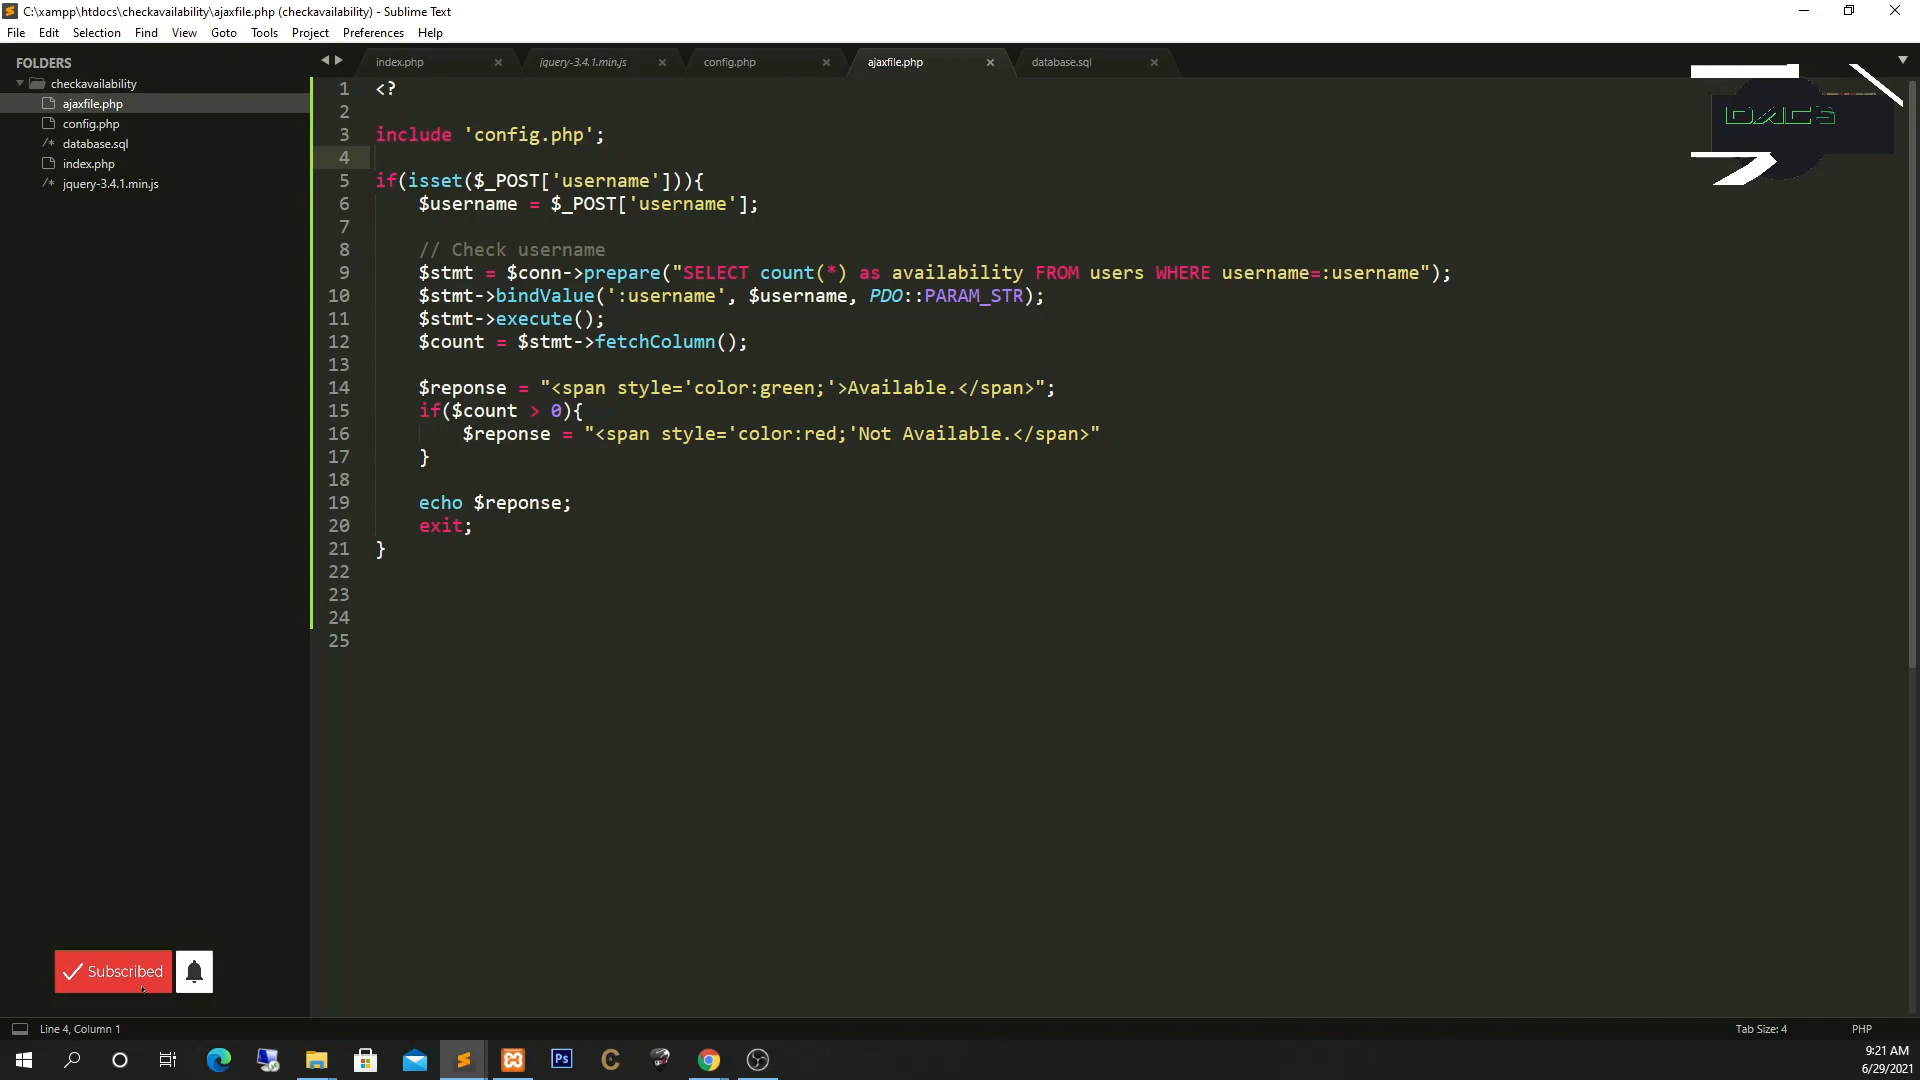 C:\xampp\htdocs\checkavailability\ajaxfile.php (checkavailability) - Sublime Text
File Edit Selection Find View Goto Tools Project Preferences Help
FOLDERS
checkavailability
ajaxfile.php
config.php
/* database.sql
index.php
/* jquery-3.4.1.min.js
index.php
jquery-3.4.1.min.js
config.php
ajaxfile.php
database.sql
1 <?
2
3 include 'config.php';
4
5 if(isset($_POST['username'])){
6 $username = $_POST['username'];
7
8 // Check username
9 $stmt = $conn->prepare("SELECT count(*) as availability FROM users WHERE username=:username");
10 $stmt->bindValue(':username', $username, PDO::PARAM_STR);
11 $stmt->execute();
12 $count = $stmt->fetchColumn();
13
14 $reponse = "<span style='color:green;'>Available.</span>";
15 if($count > 0){
16 $reponse = "<span style='color:red;'Not Available.</span>"
17 }
18
19 echo $reponse;
20 exit;
21 }
22
23
24
25
Subscribed
Line 4, Column 1
Tab Size: 4
PHP
Ps
9:21 AM
6/29/2021